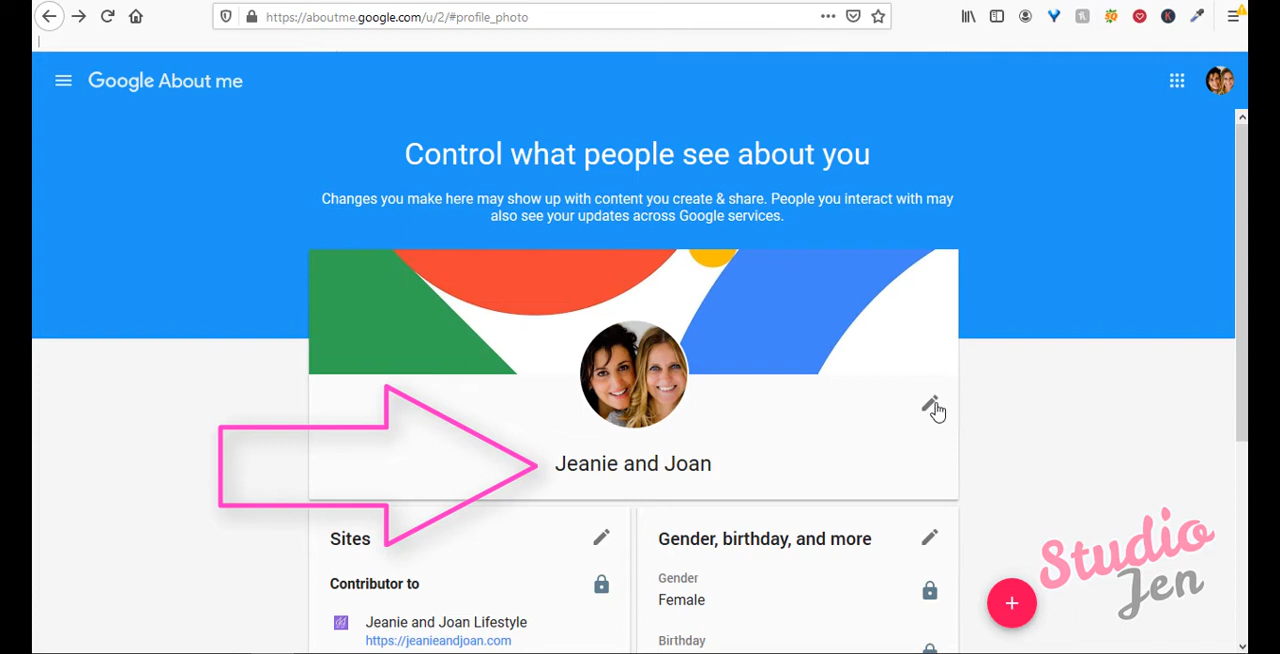 https://aboutme.google.com/u/2/#profile_photo
Google About me
Control what people see about you
Changes you make here may show up with content you create & share. People you interact with may
also see your updates across Google services.
Jeanie and Joan
Sites
Contributor to
Jeanie and Joan Lifestyle
https://jeanieandjoan.com
Gender, birthday, and more
Gender
Female
Birthday
Studio
Jen